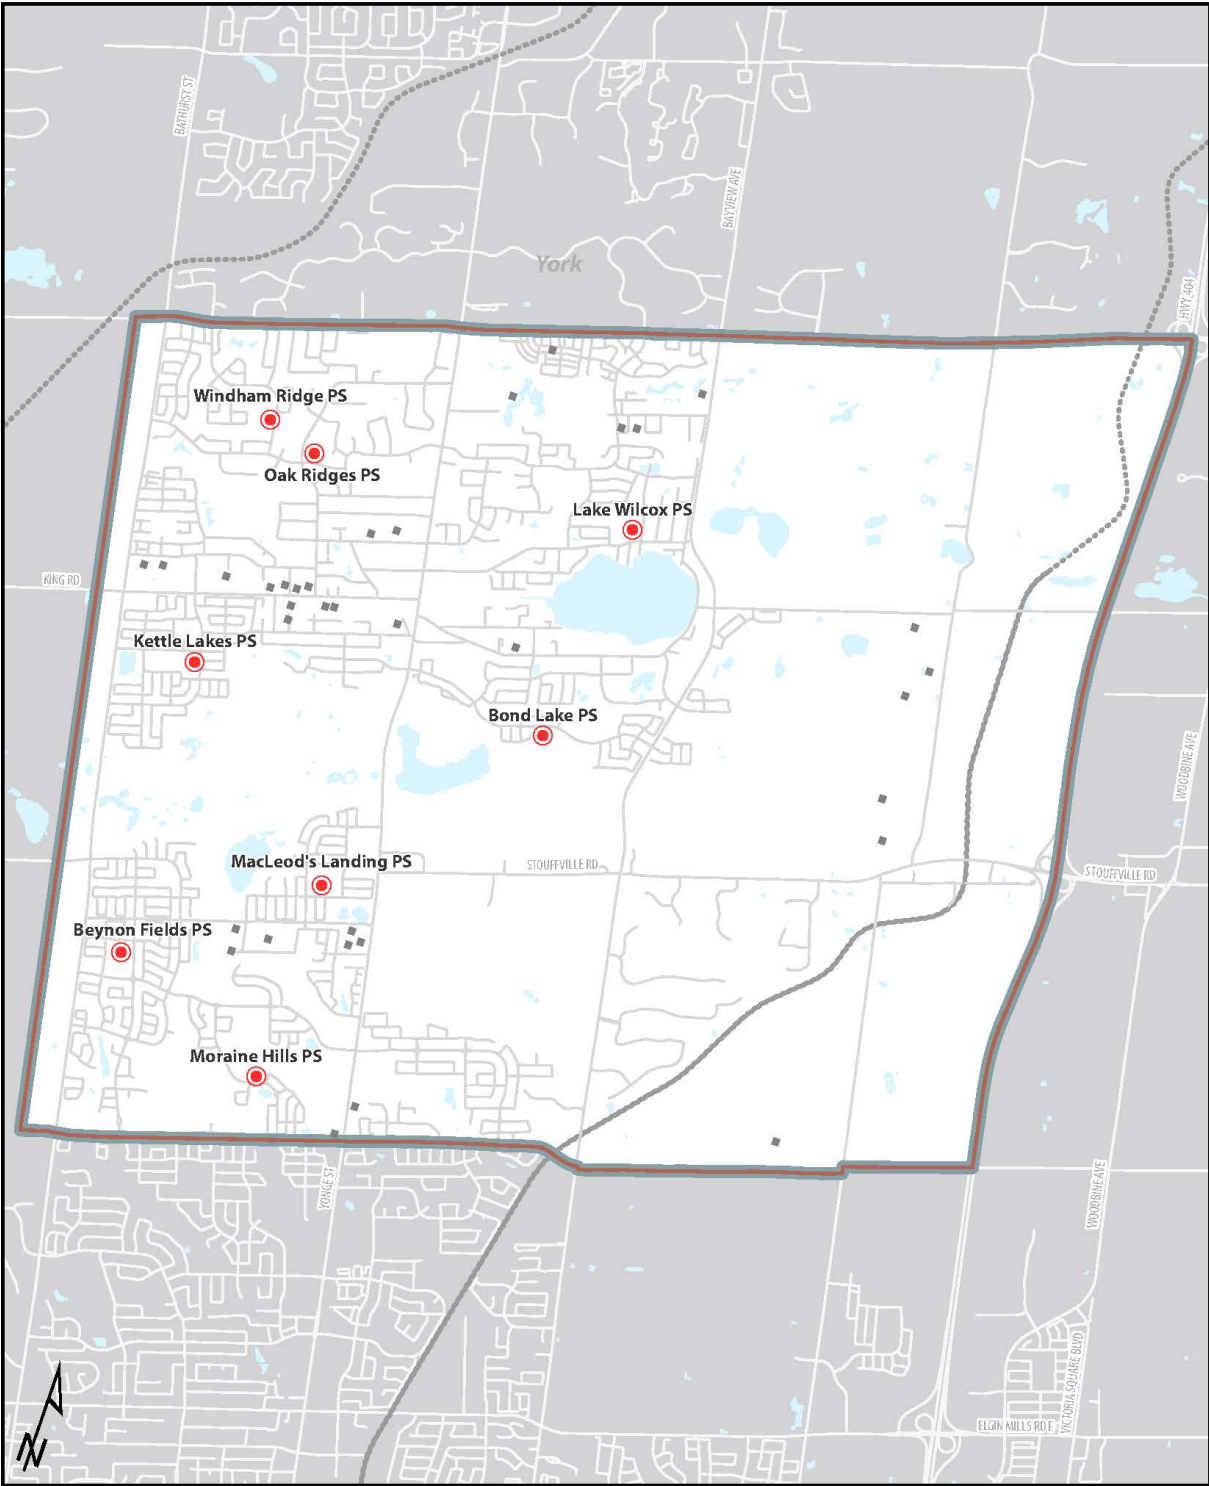 BATHURST ST
BAYVIEW AVE
York
HWY 404
Windham Ridge PS
Oak Ridges PS
Lake Wilcox PS
KING RD
Kettle Lakes PS
Bond Lake PS
WOODBINE AVE
MacLeod's Landing PS
STOUFFVILLE RD
STOUFFVILLE RD
Beynon Fields PS
Moraine Hills PS
YONGE ST
WOODBINE AVE
VICTORIA SQUARE BLVD
ELGIN MILLS RD E
N